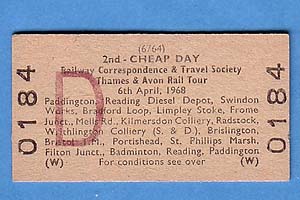 (6/64)
2nd - CHEAP DAY
Railway Correspondence & Travel Society
Thames & Avon Rail Tour
6th April, 1968
Paddington, Reading Diesel Depot, Swindon
Works, Bradford Loop, Limpley Stoke, Frome
Junct., Mells Rd., Kilmersdon Colliery, Radstock,
Colliery (S. & D.), Brislington,
Bristol T.M., Portishead, St. Phillips Marsh,
Filton Junct., Badminton, Reading, Paddington.
(W) For conditions see over (W)
D
0184
0184